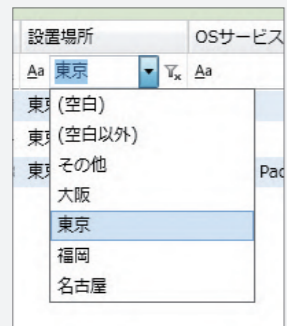 設置場所 OSサービス
Aa 東京 Aa
東京 (空白)
東京 (空白以外)
東京 その他 Pac
大阪
東京
福岡
名古屋